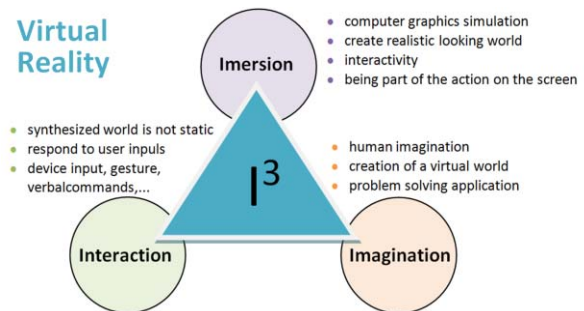 Virtual
Reality
Imersion
computer graphics simulation
create realistic looking world
interactivity
being part of the action on the screen
synthesized world is not static
respond to user inpuls
device input, gesture,
verbalcommands,...
I³
human imagination
creation of a virtual world
problem solving application
Interaction
Imagination